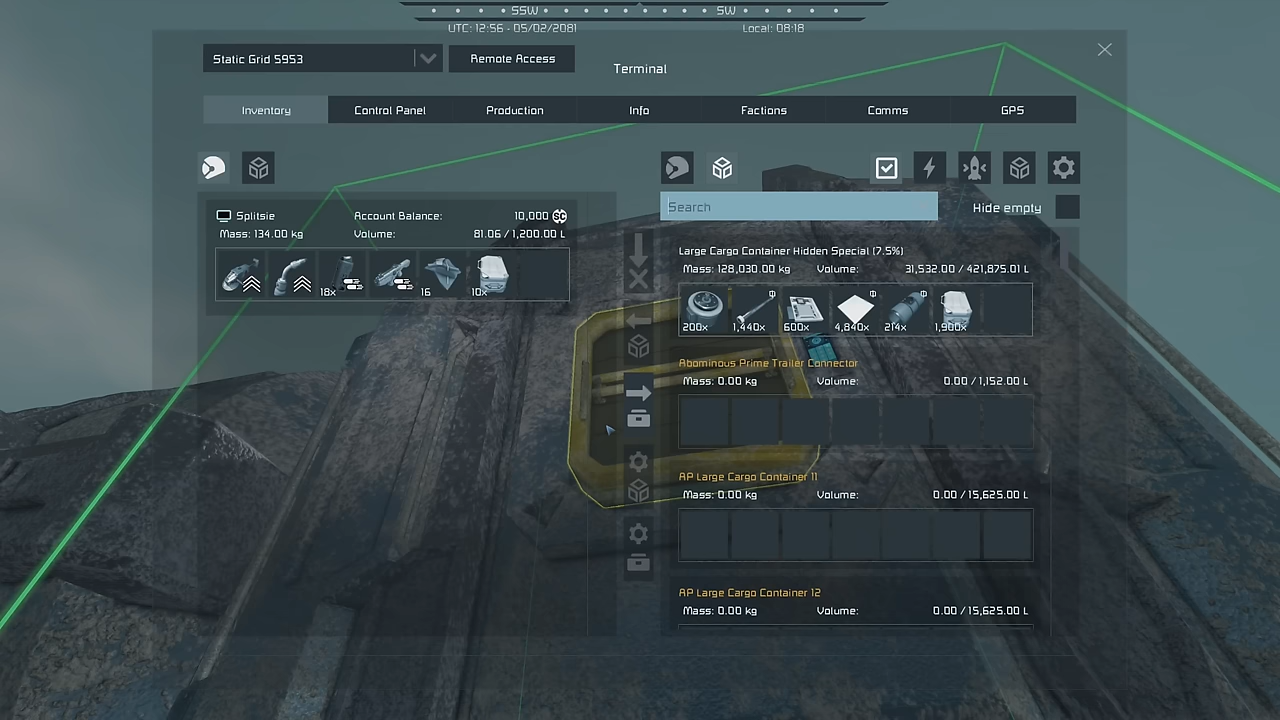 SSW SW
UTC: 12:56 - 05/02/2081 Local: 08:18
Static Grid 5953 Remote Access
Terminal
Inventory Control Panel Production Info Factions Comms GPS
Search
Hide empty
Splitsie Account Balance: 10,000 SC
Mass: 134.00 kg Volume: 81.06 / 1,200.00 L
18x 16 10x
Large Cargo Container Hidden Special (7.5%)
Mass: 128,030.00 kg Volume: 31,532.00 / 421,875.01 L
200x 1,440x 600x 4,840x 214x 1,900x
Abominous Prime Trailer Connector
Mass: 0.00 kg Volume: 0.00 / 1,152.00 L
AP Large Cargo Container 11
Mass: 0.00 kg Volume: 0.00 / 15,625.00 L
AP Large Cargo Container 12
Mass: 0.00 kg Volume: 0.00 / 15,625.00 L